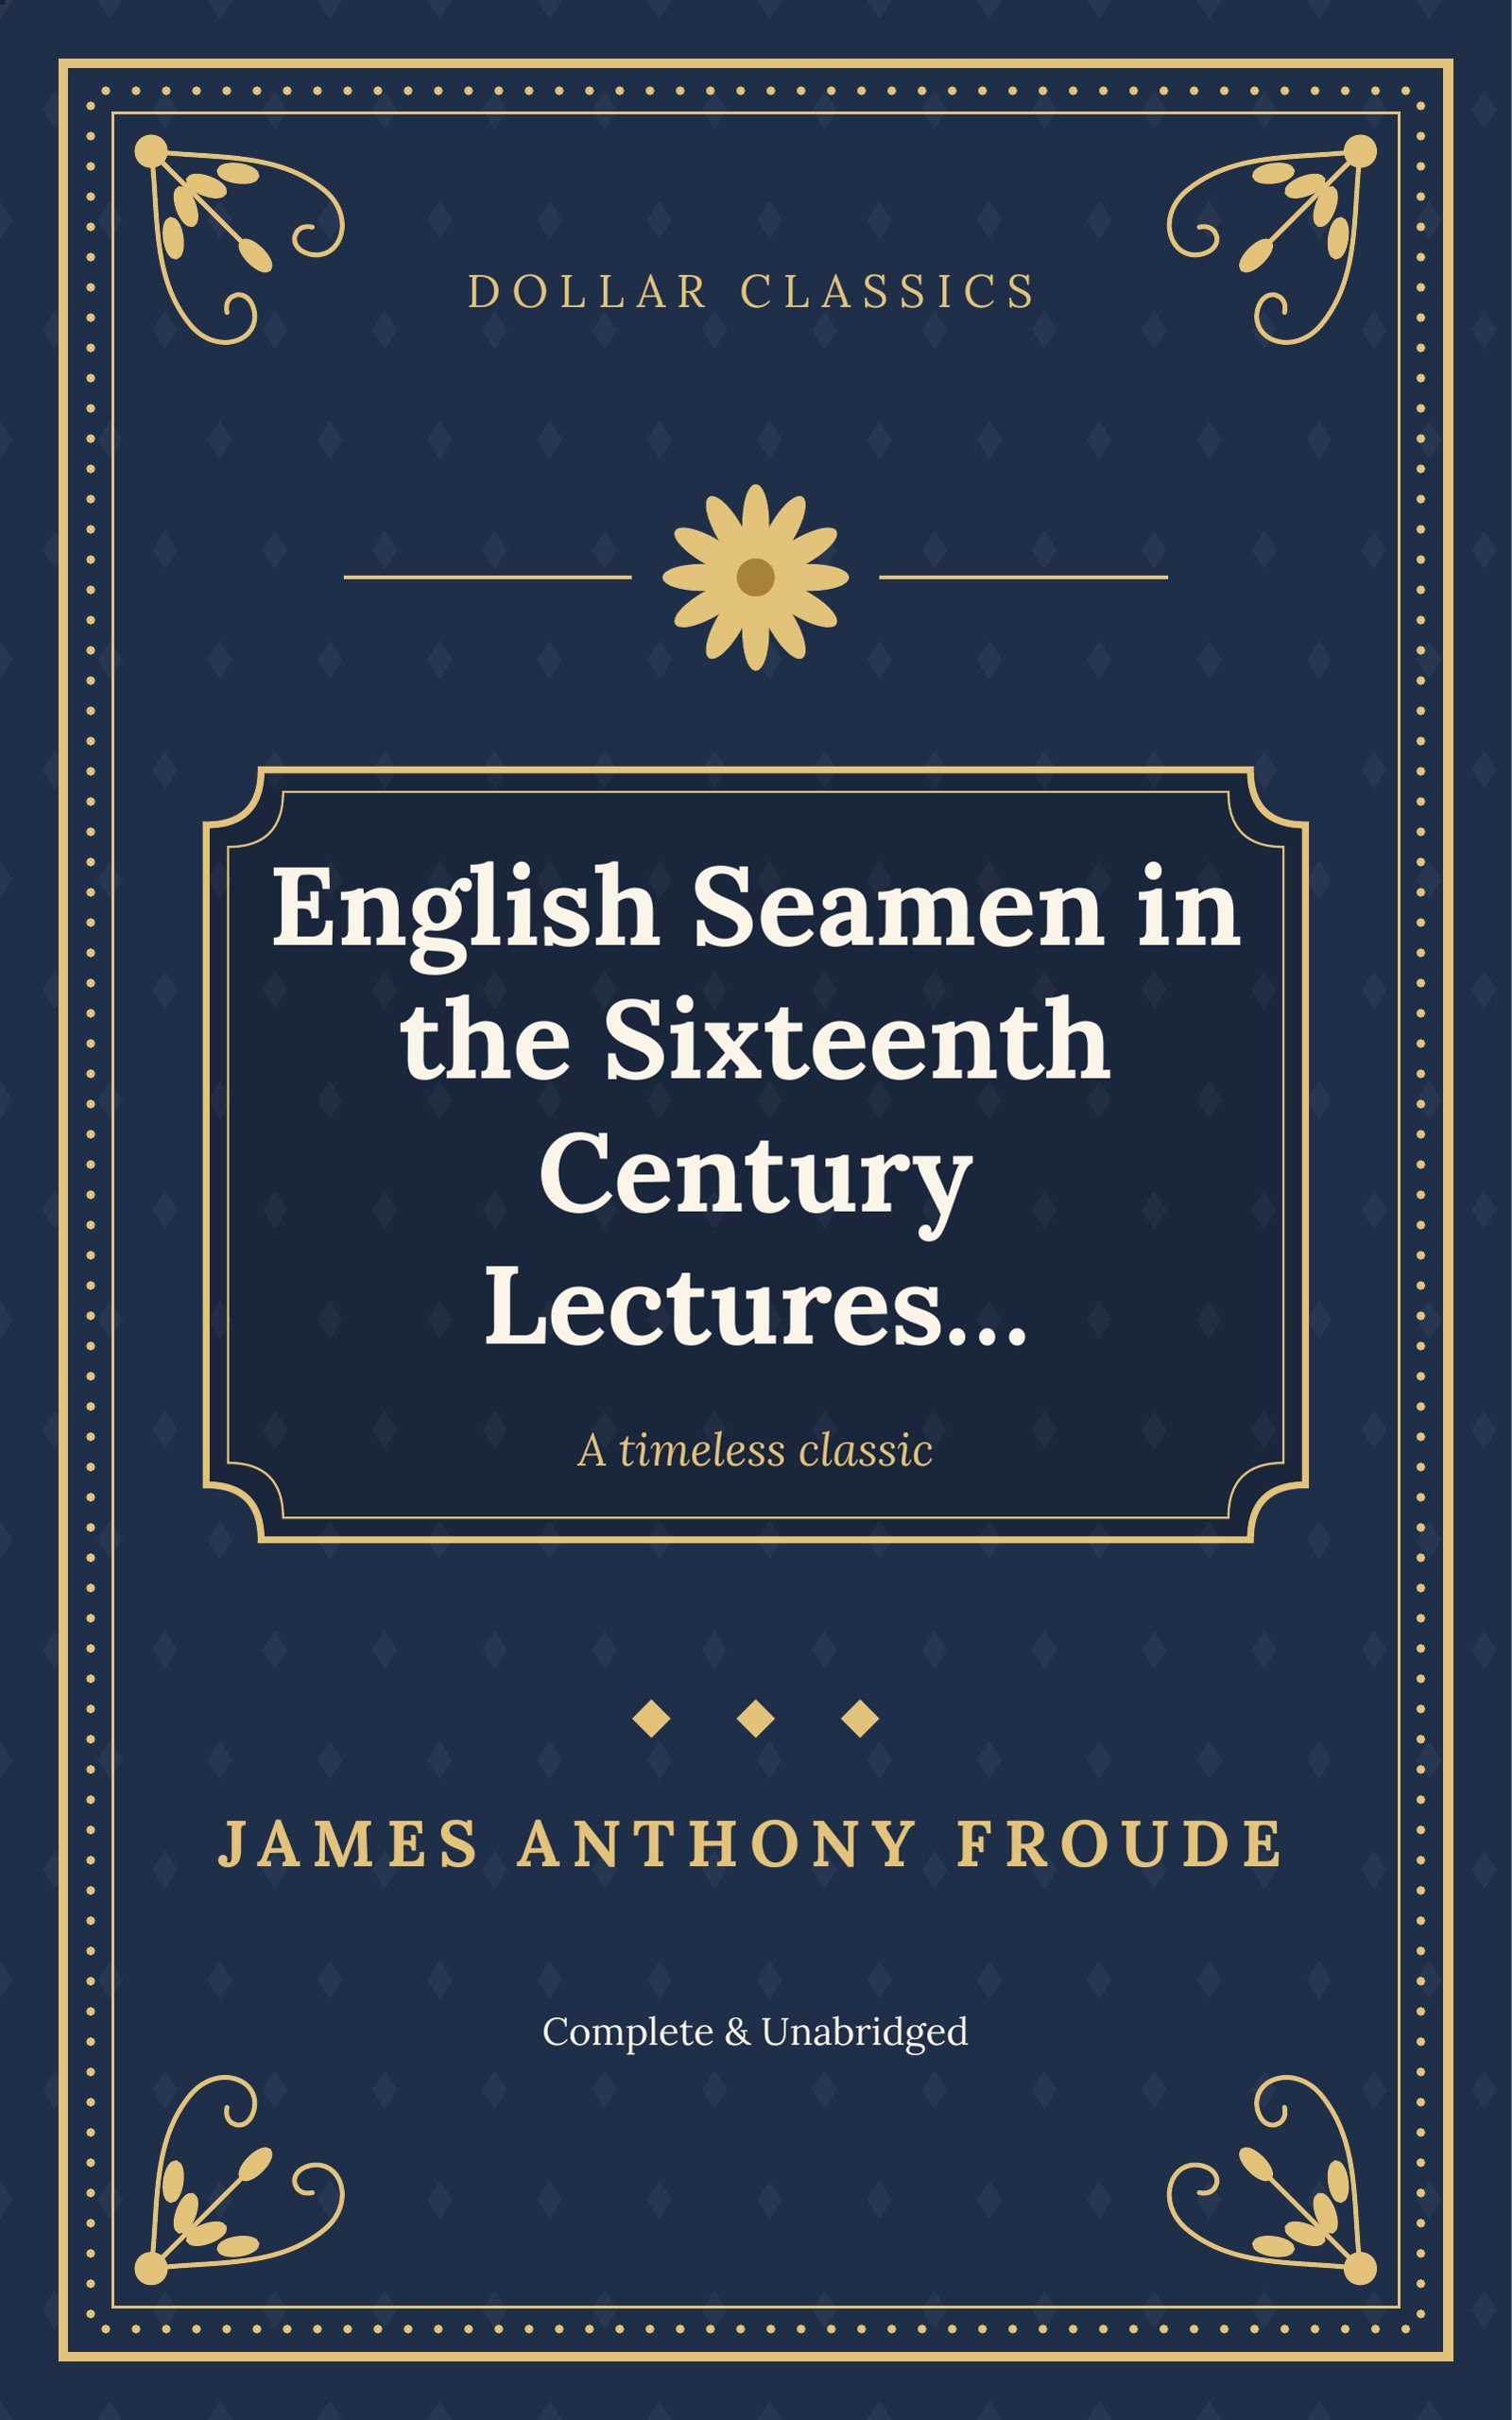 DOLLAR CLASSICS
English Seamen in
the Sixteenth
Century
Lectures...
A timeless classic
JAMES ANTHONY FROUDE
Complete & Unabridged